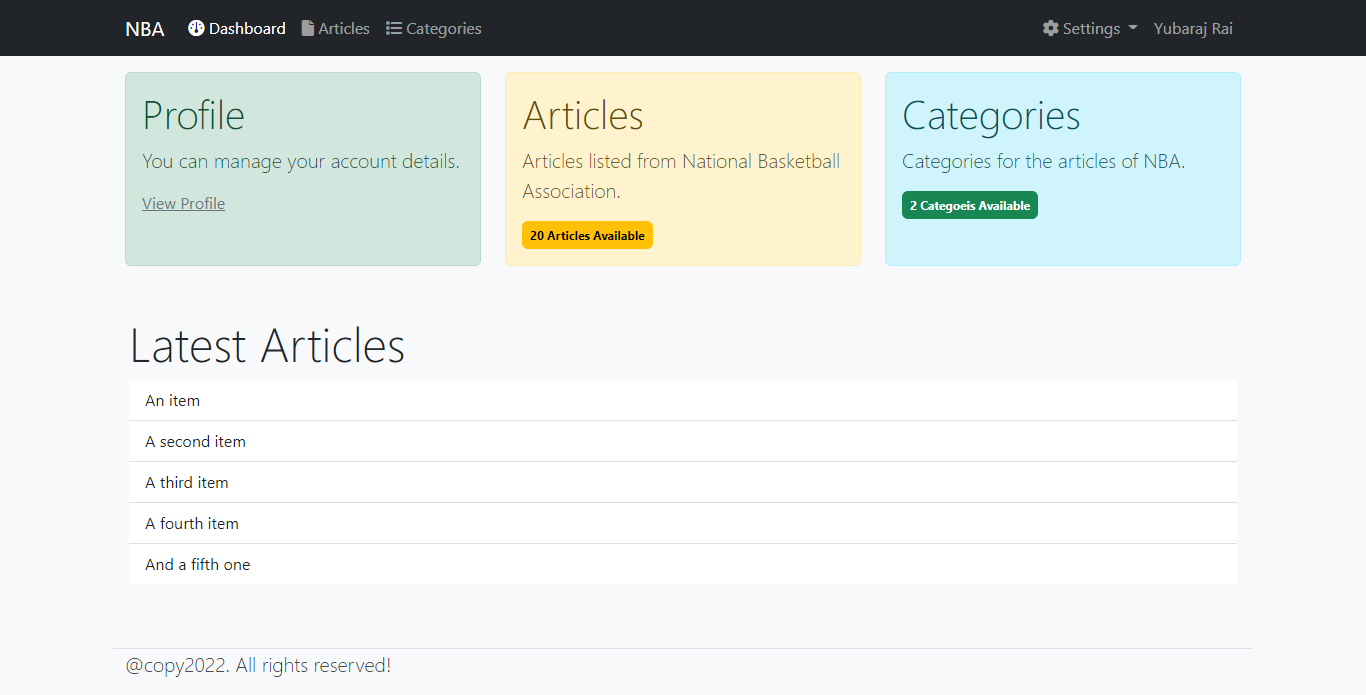 NBA Dashboard Articles Categories Settings Yubaraj Rai
Profile
You can manage your account details.
View Profile
Articles
Articles listed from National Basketball
Association.
20 Articles Available
Categories
Categories for the articles of NBA.
2 Categoeis Available
Latest Articles
An item
A second item
A third item
A fourth item
And a fifth one
@copy2022. All rights reserved!